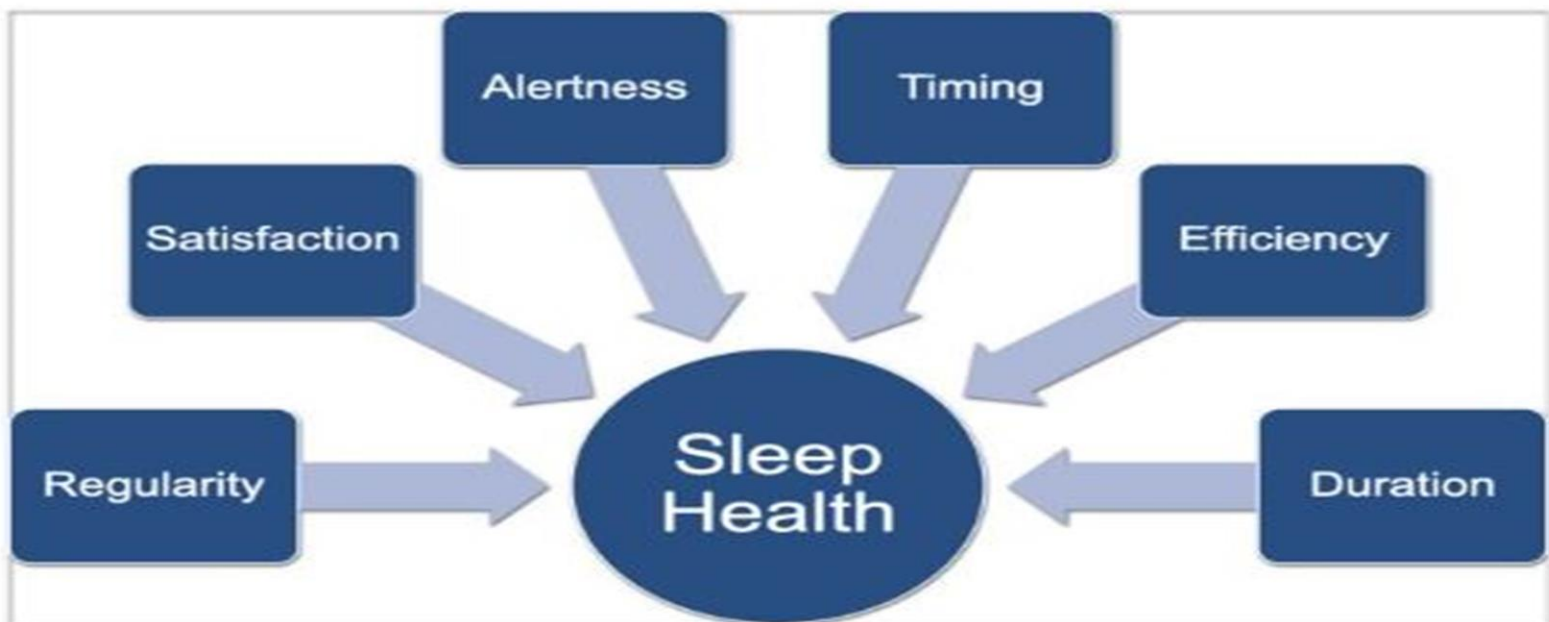 Alertness
Timing
Satisfaction
Efficiency
Regularity
Sleep
Health
Duration